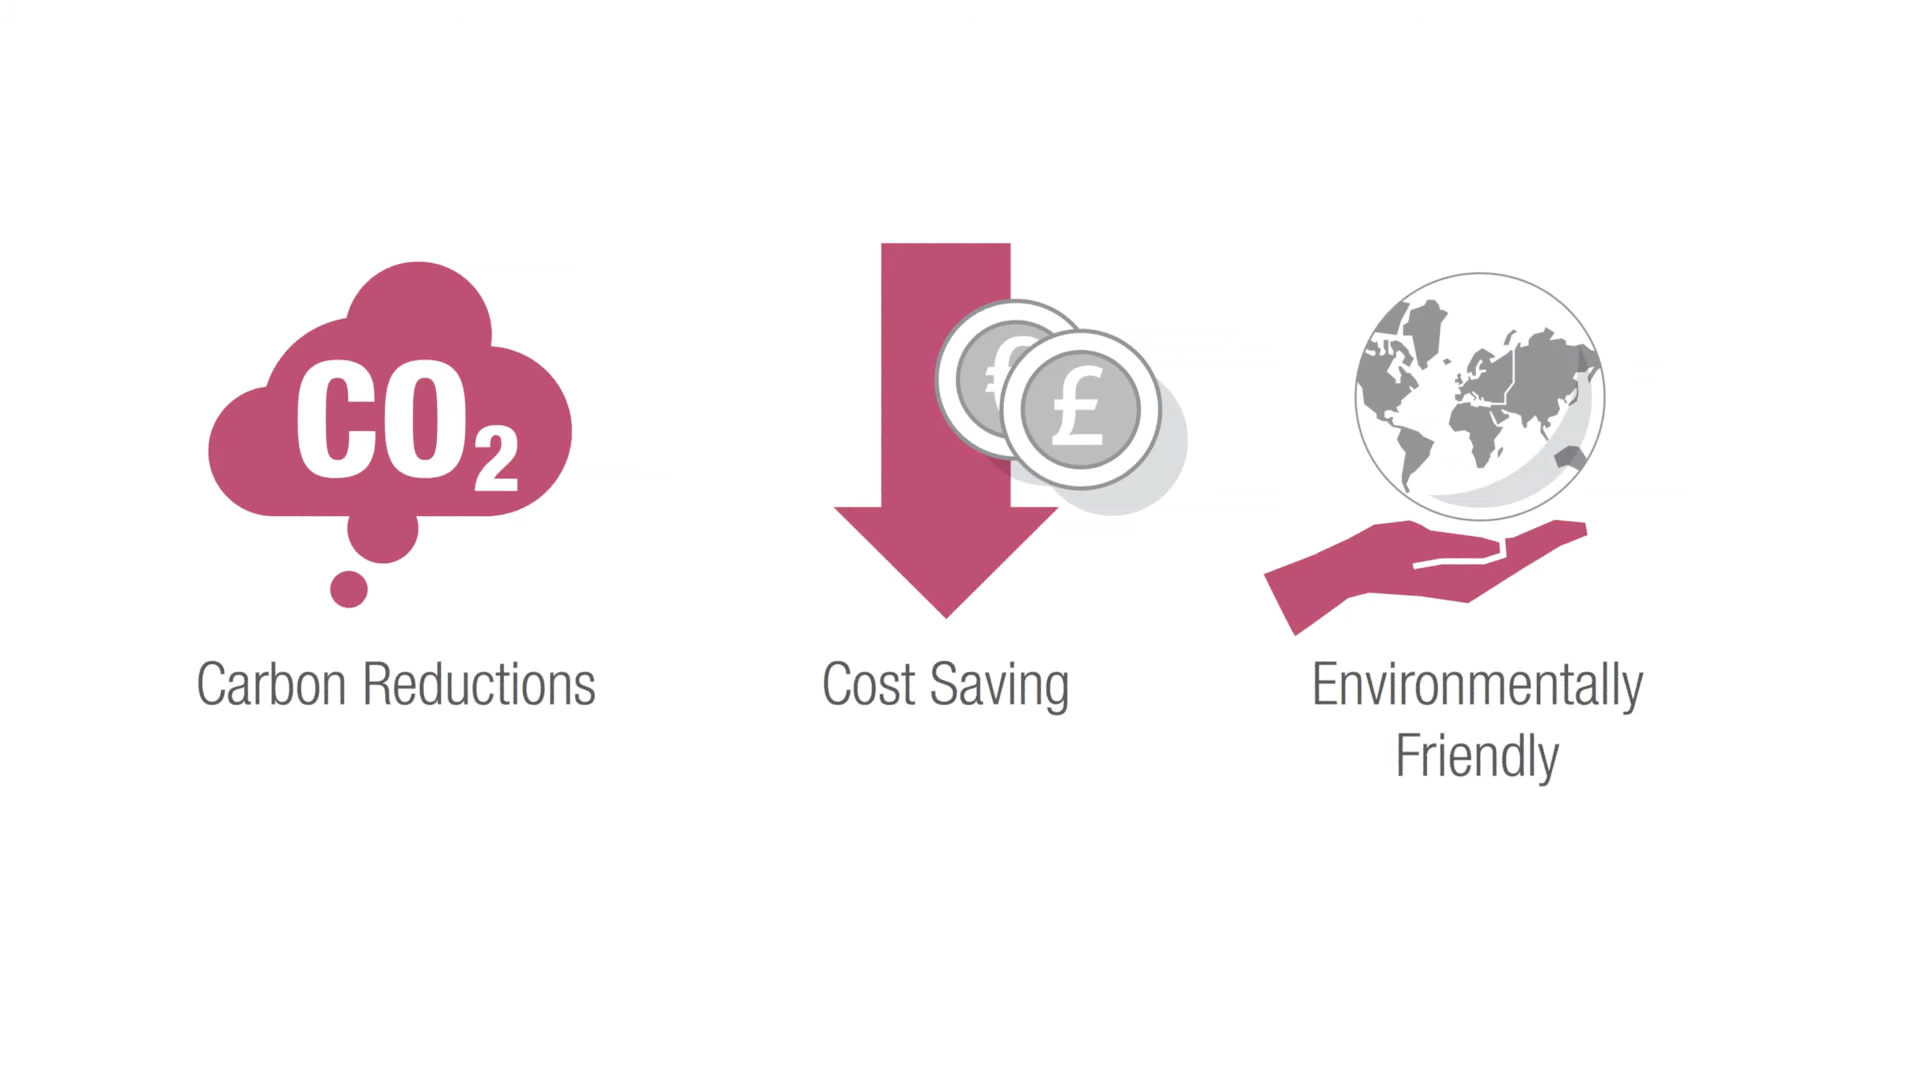 CO₂
£
£
Carbon Reductions
Cost Saving
Environmentally
Friendly